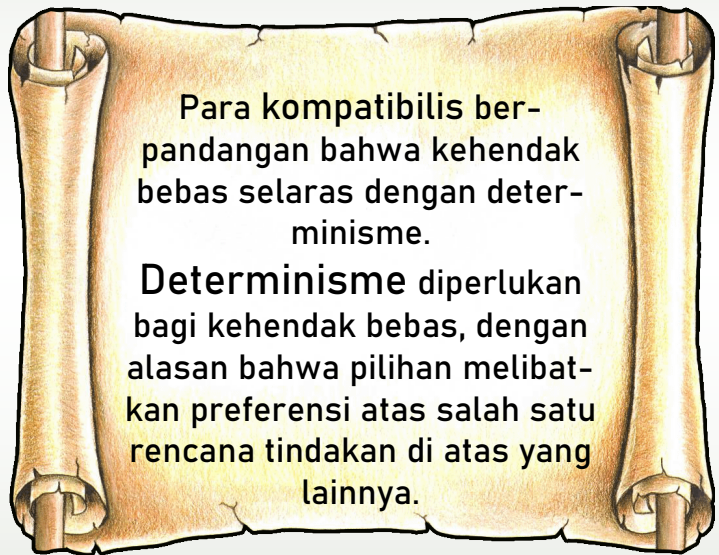 Para kompatibilis ber-
pandangan bahwa kehendak
bebas selaras dengan deter-
minisme.
Determinisme diperlukan
bagi kehendak bebas, dengan
alasan bahwa pilihan melibat-
kan preferensi atas salah satu
rencana tindakan di atas yang
lainnya.